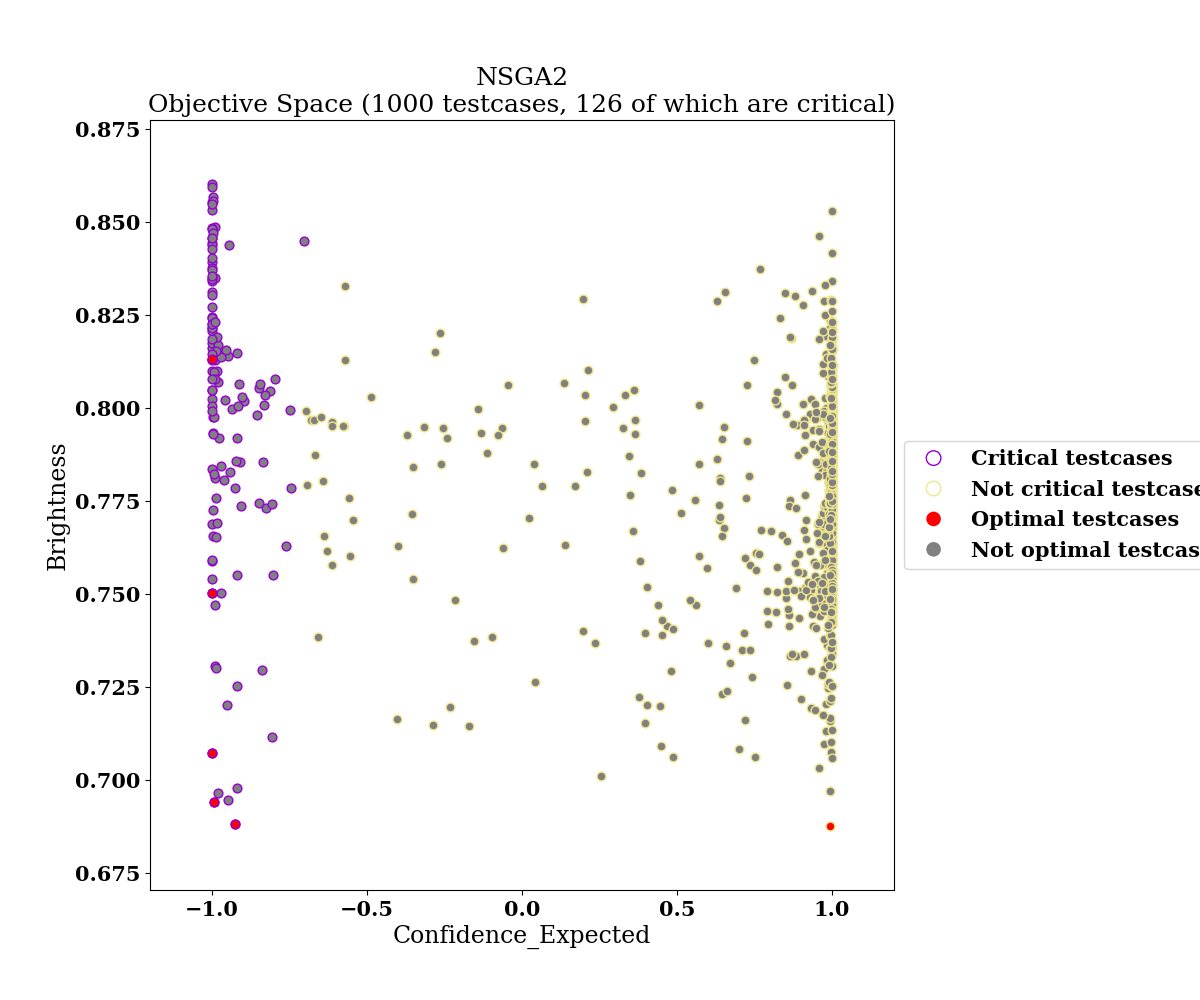 NSGA2
Objective Space (1000 testcases, 126 of which are critical)
0.875
0.850
0.825
0.800
0.775
0.750
0.725
0.700
0.675
Brightness
−1.0 −0.5 0.0 0.5 1.0
Confidence_Expected
Critical testcases
Not critical testcase
Optimal testcases
Not optimal testcas